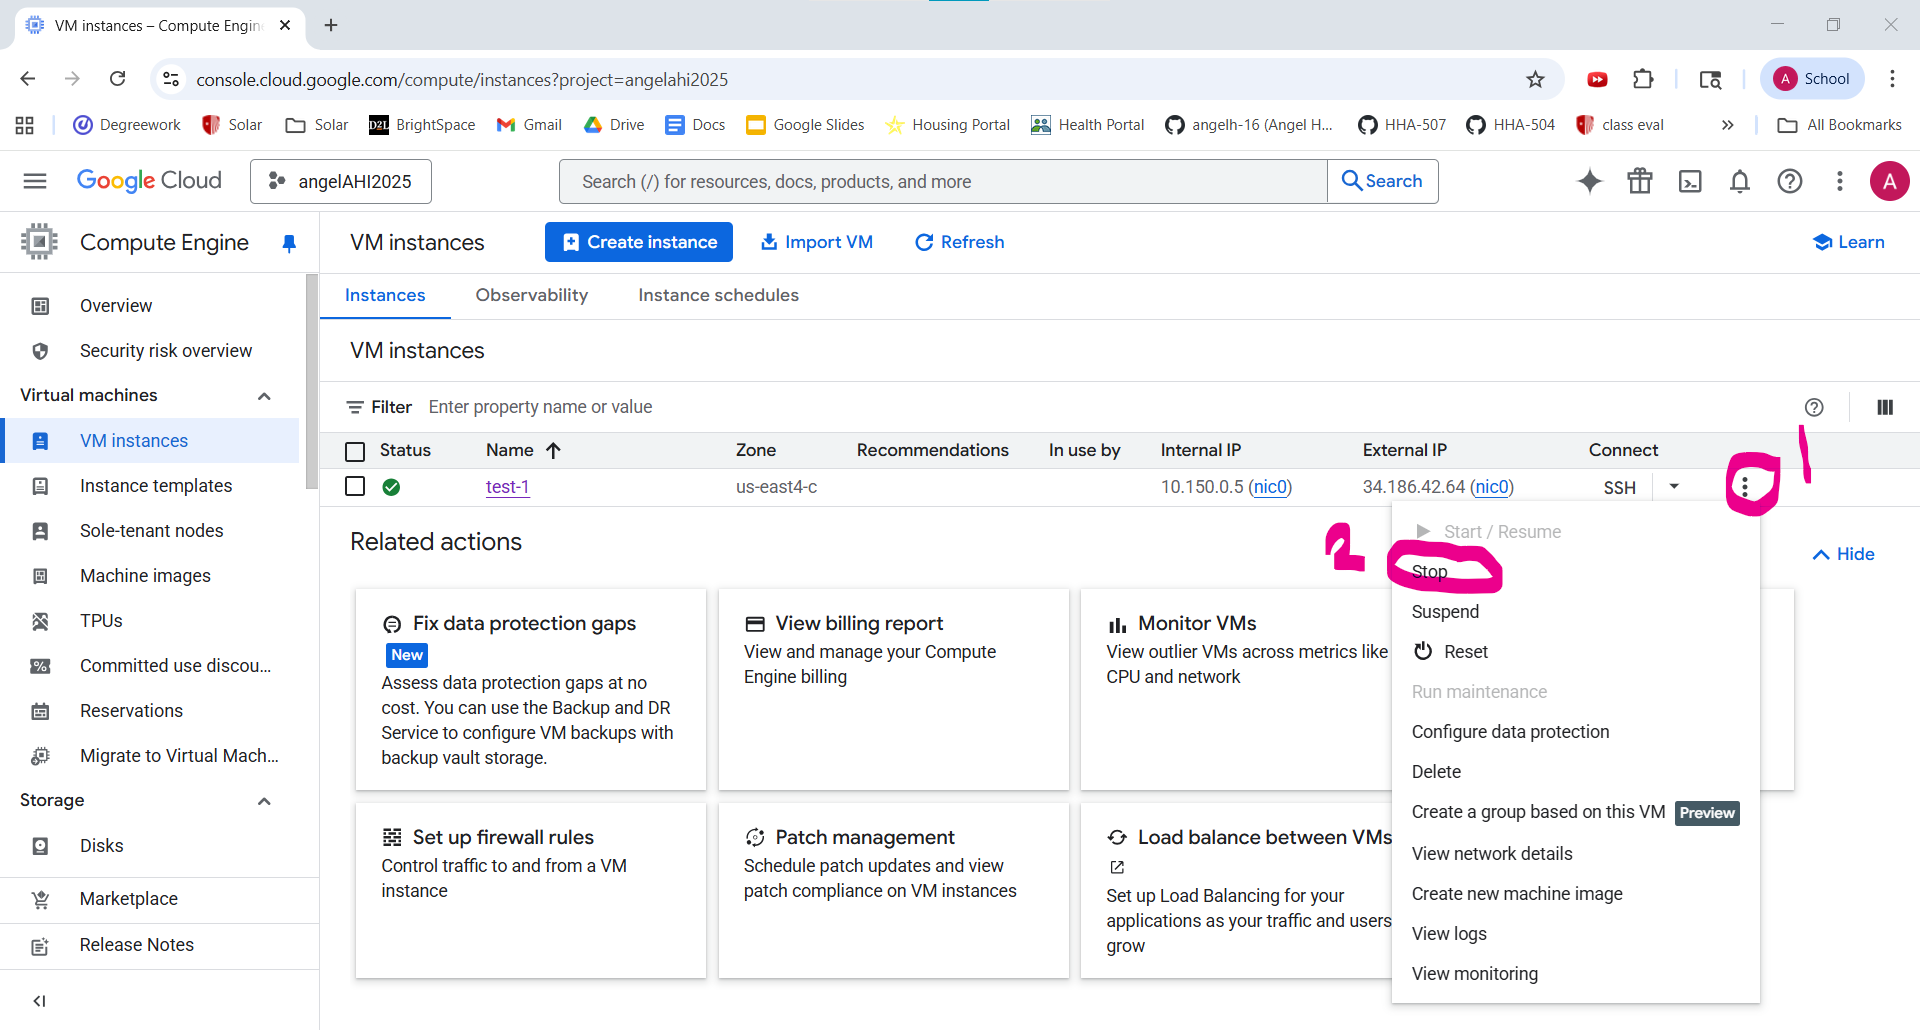 VM instances – Compute Engin
console.cloud.google.com/compute/instances?project=angelahi2025
A School
Degreework
Solar
Solar
D2L BrightSpace
Gmail
Drive
Docs
Google Slides
Housing Portal
Health Portal
angelh-16 (Angel H...
HHA-507
HHA-504
class eval
All Bookmarks
Google Cloud
angelAHI2025
Search (/) for resources, docs, products, and more
Search
A
Compute Engine
VM instances
Create instance
Import VM
Refresh
Learn
Overview
Security risk overview
Virtual machines
VM instances
Instance templates
Sole-tenant nodes
Machine images
TPUs
Committed use discou...
Reservations
Migrate to Virtual Mach...
Storage
Disks
Marketplace
Release Notes
Instances Observability Instance schedules
VM instances
Filter Enter property name or value
Status Name Zone Recommendations In use by Internal IP External IP Connect
test-1 us-east4-c 10.150.0.5 (nic0) 34.186.42.64 (nic0) SSH
1
2
Related actions
Hide
Fix data protection gaps
New
Assess data protection gaps at no
cost. You can use the Backup and DR
Service to configure VM backups with
backup vault storage.
View billing report
View and manage your Compute
Engine billing
Monitor VMs
View outlier VMs across metrics like
CPU and network
Set up firewall rules
Control traffic to and from a VM
instance
Patch management
Schedule patch updates and view
patch compliance on VM instances
Load balance between VMs
Set up Load Balancing for your
applications as your traffic and users
grow
Start / Resume
Stop
Suspend
Reset
Run maintenance
Configure data protection
Delete
Create a group based on this VM Preview
View network details
Create new machine image
View logs
View monitoring